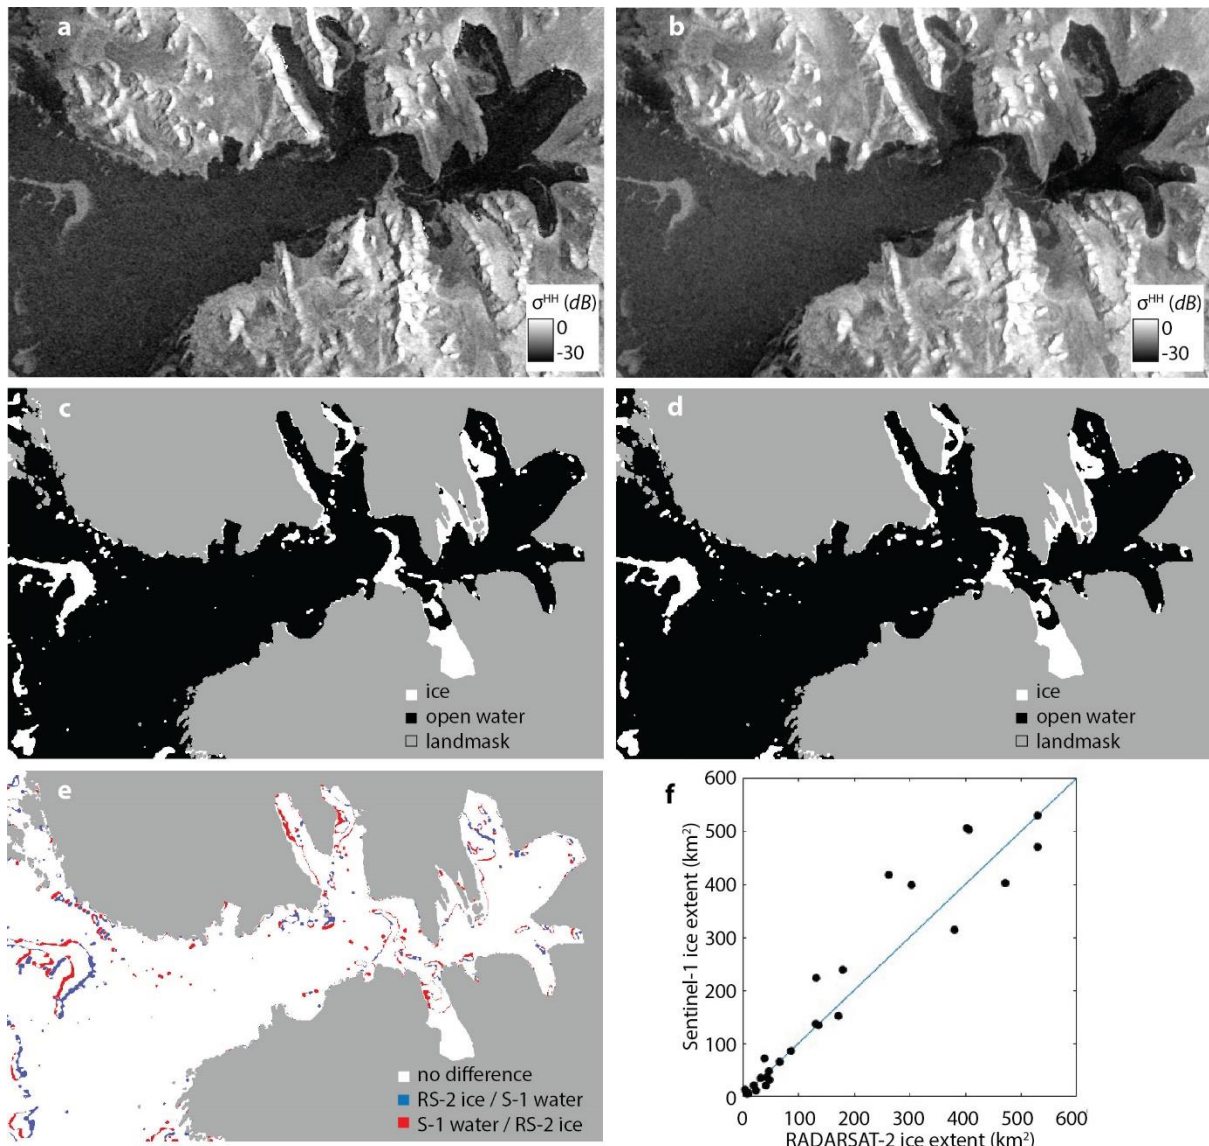 a
σHH (dB)
0
-30
b
σHH (dB)
0
-30
c
ice
open water
landmask
d
ice
open water
landmask
e
no difference
RS-2 ice / S-1 water
S-1 water / RS-2 ice
f
600
500
400
300
200
100
0
Sentinel-1 ice extent (km²)
0 100 200 300 400 500 600
RADARSAT-2 ice extent (km²)